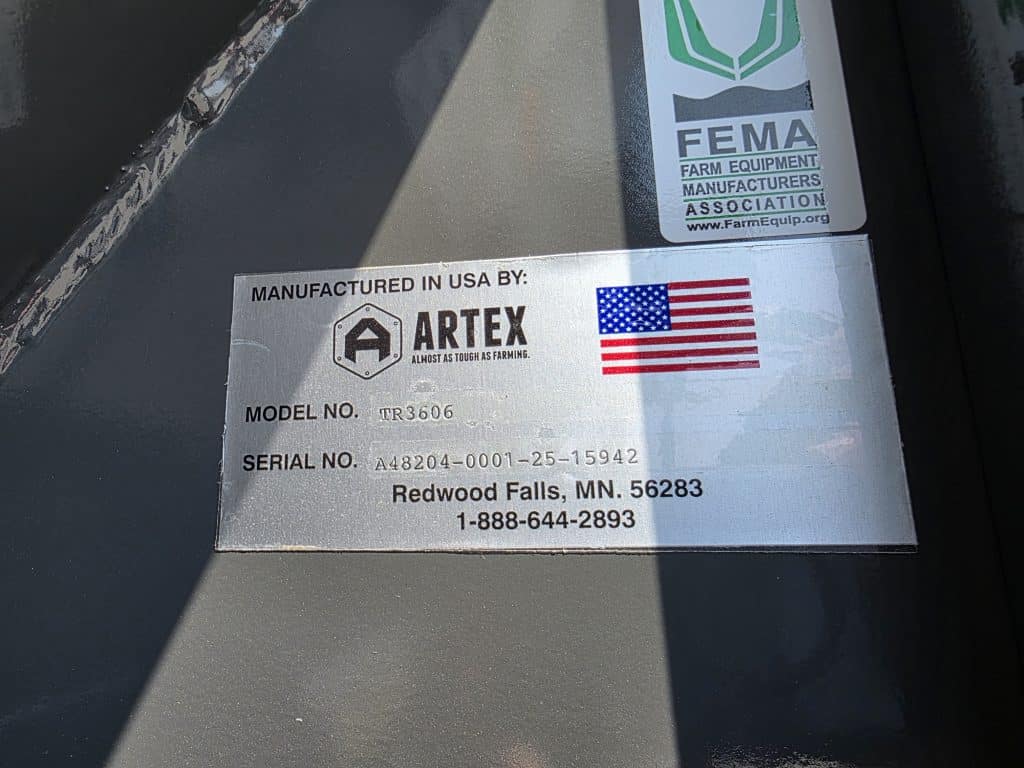 FEMA
FARM EQUIPMENT
MANUFACTURERS
ASSOCIATION
www.FarmEquip.org
MANUFACTURED IN USA BY:
A ARTEX
ALMOST AS TOUGH AS FARMING.
MODEL NO. TR3606
SERIAL NO. A48204-0001-25-15942
Redwood Falls, MN. 56283
1-888-644-2893